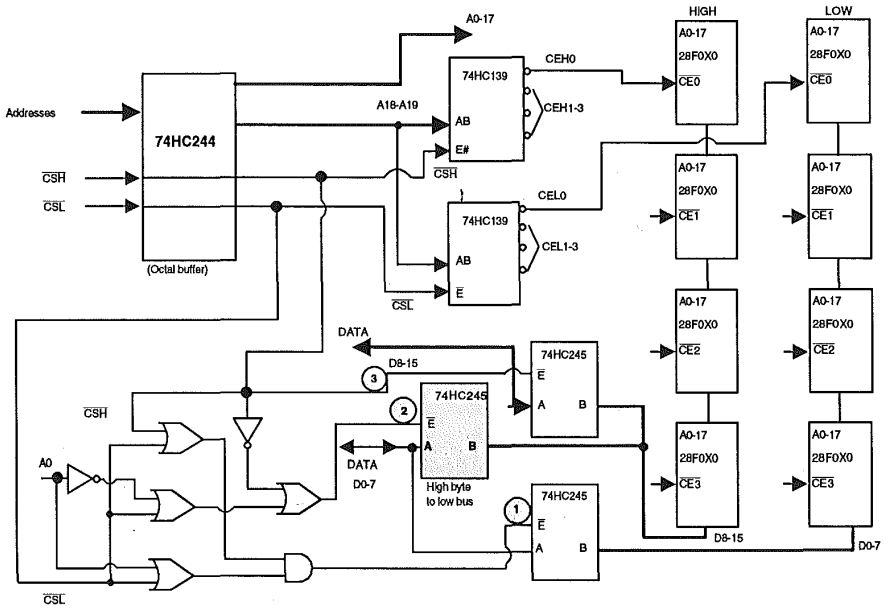 HIGH
LOW
A0-17
A0-17
28F0X0
CE0
A0-17
28F0X0
CE0
74HC139
CEH0
Addresses
74HC244
A18-A19
AB
CEH1-3
E#
CSH
CSH
CSL
(Octal buffer)
74HC139
CEL0
AB
CEL1-3
E
CSL
A0-17
28F0X0
CE1
A0-17
28F0X0
CE1
A0-17
28F0X0
CE2
A0-17
28F0X0
CE2
DATA
D8-15
74HC245
E
A
B
3
2
74HC245
E
A
B
DATA
D0-7
High byte
to low bus
CSH
A0
CSL
1
74HC245
E
A
B
A0-17
28F0X0
CE3
A0-17
28F0X0
CE3
D8-15
D0-7